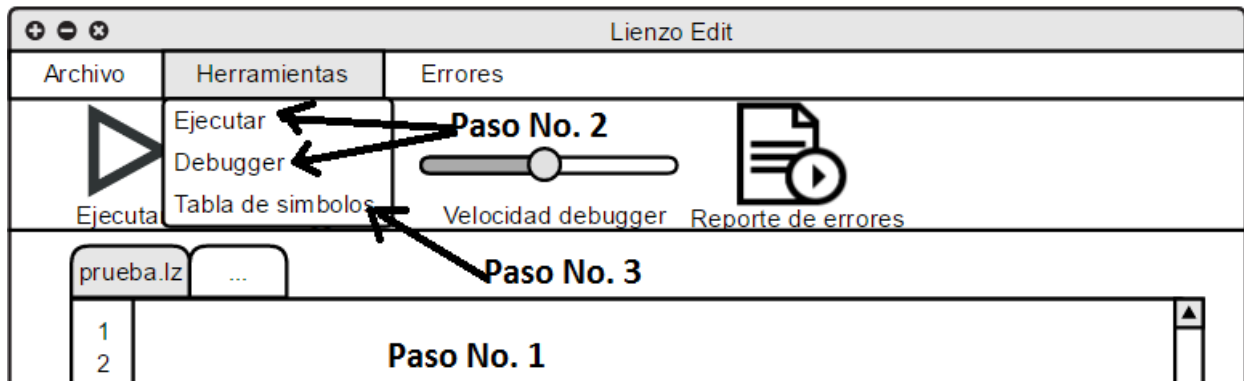 Lienzo Edit
Archivo Herramientas Errores
Ejecutar
Paso No. 2
Debugger
Tabla de simbolos
Ejecuta
Velocidad debugger
Reporte de errores
prueba.lz ...
Paso No. 3
1
2
Paso No. 1